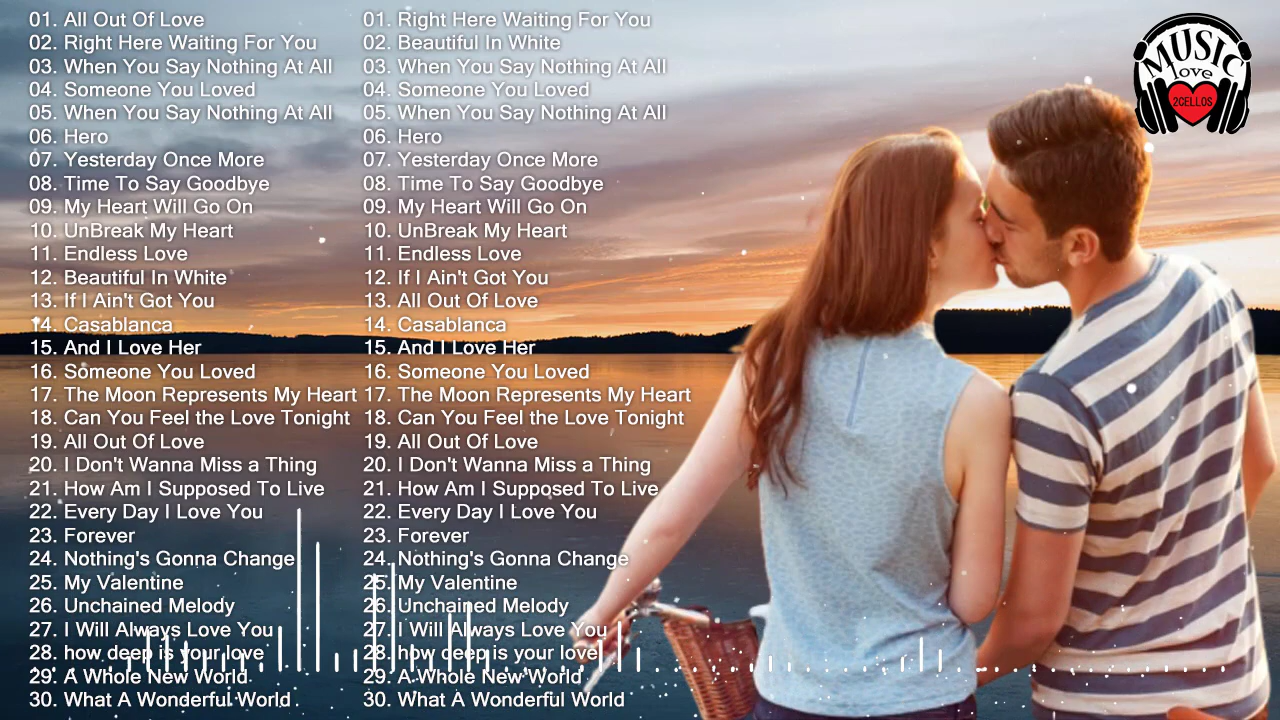 01. All Out Of Love
02. Right Here Waiting For You
03. When You Say Nothing At All
04. Someone You Loved
05. When You Say Nothing At All
06. Hero
07. Yesterday Once More
08. Time To Say Goodbye
09. My Heart Will Go On
10. UnBreak My Heart
11. Endless Love
12. Beautiful In White
13. If I Ain't Got You
14. Casablanca
15. And I Love Her
16. Someone You Loved
17. The Moon Represents My Heart
18. Can You Feel the Love Tonight
19. All Out Of Love
20. I Don't Wanna Miss a Thing
21. How Am I Supposed To Live
22. Every Day I Love You
23. Forever
24. Nothing's Gonna Change
25. My Valentine
26. Unchained Melody
27. I Will Always Love You
28. how deep is your love
29. A Whole New World
30. What A Wonderful World
01. Right Here Waiting For You
02. Beautiful In White
03. When You Say Nothing At All
04. Someone You Loved
05. When You Say Nothing At All
06. Hero
07. Yesterday Once More
08. Time To Say Goodbye
09. My Heart Will Go On
10. UnBreak My Heart
11. Endless Love
12. If I Ain't Got You
13. All Out Of Love
14. Casablanca
15. And I Love Her
16. Someone You Loved
17. The Moon Represents My Heart
18. Can You Feel the Love Tonight
19. All Out Of Love
20. I Don't Wanna Miss a Thing
21. How Am I Supposed To Live
22. Every Day I Love You
23. Forever
24. Nothing's Gonna Change
25. My Valentine
26. Unchained Melody
27. I Will Always Love You
28. how deep is your love
29. A Whole New World
30. What A Wonderful World
MUSIC
love
2CELLOS